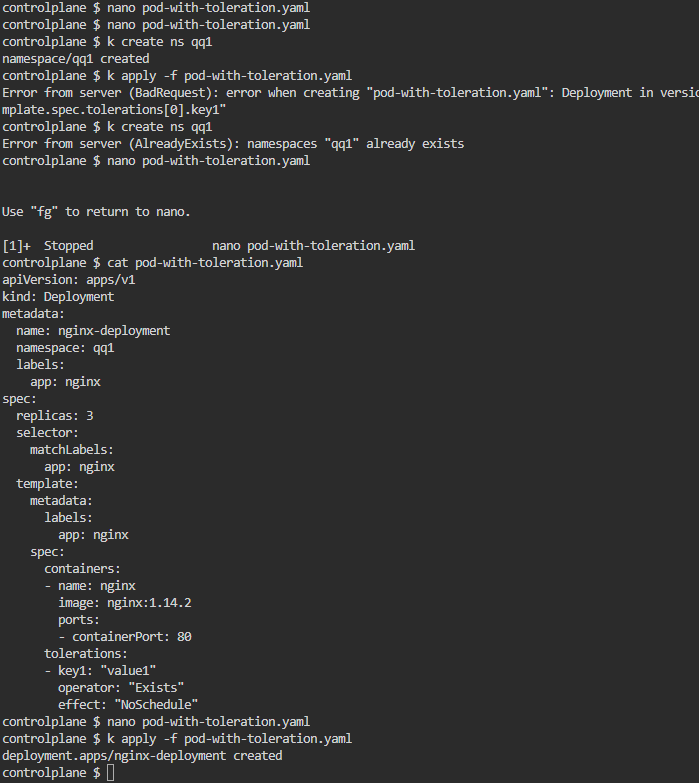 controlplane $ nano pod-with-toleration.yaml
controlplane $ nano pod-with-toleration.yaml
controlplane $ k create ns qq1
namespace/qq1 created
controlplane $ k apply -f pod-with-toleration.yaml
Error from server (BadRequest): error when creating "pod-with-toleration.yaml": Deployment in versio
mplate.spec.tolerations[0].key1"
controlplane $ k create ns qq1
Error from server (AlreadyExists): namespaces "qq1" already exists
controlplane $ nano pod-with-toleration.yaml
Use "fg" to return to nano.
[1]+  Stopped                 nano pod-with-toleration.yaml
controlplane $ cat pod-with-toleration.yaml
apiVersion: apps/v1
kind: Deployment
metadata:
  name: nginx-deployment
  namespace: qq1
  labels:
    app: nginx
spec:
  replicas: 3
  selector:
    matchLabels:
      app: nginx
  template:
    metadata:
      labels:
        app: nginx
    spec:
      containers:
      - name: nginx
        image: nginx:1.14.2
        ports:
        - containerPort: 80
      tolerations:
      - key1: "value1"
        operator: "Exists"
        effect: "NoSchedule"
controlplane $ nano pod-with-toleration.yaml
controlplane $ k apply -f pod-with-toleration.yaml
deployment.apps/nginx-deployment created
controlplane $